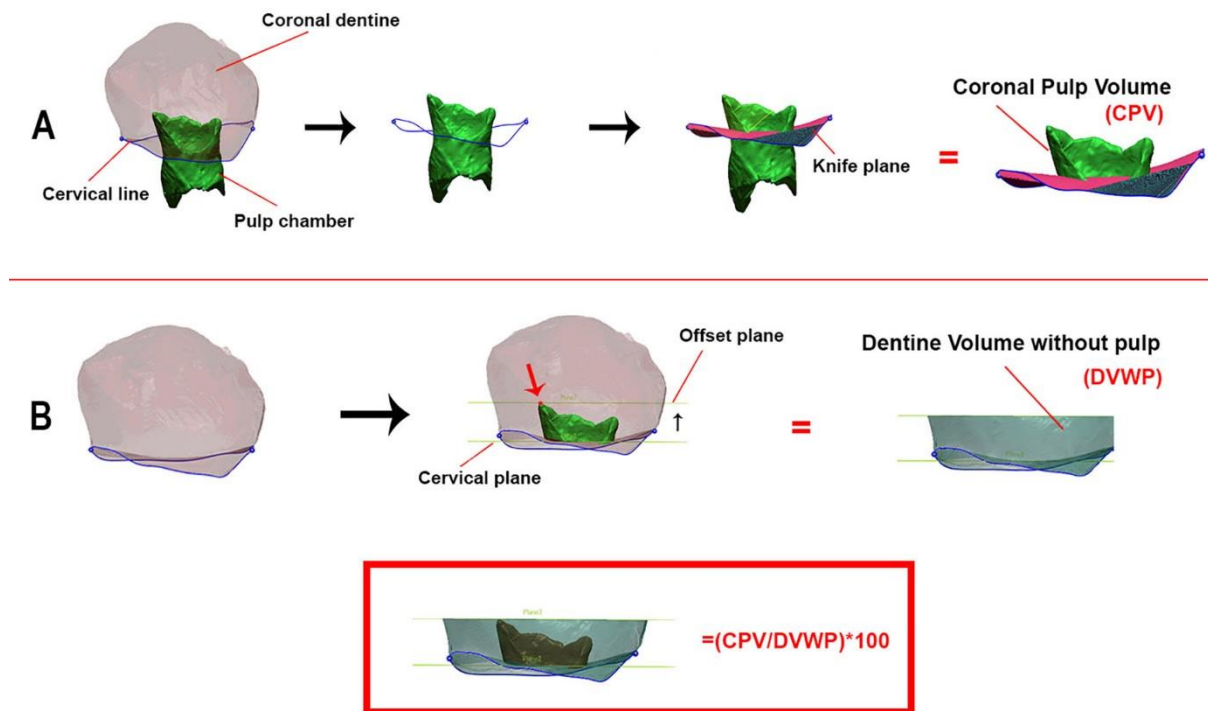 Coronal dentine
A
Cervical line
Pulp chamber
Knife plane
=
Coronal Pulp Volume
(CPV)
B
Offset plane
Cervical plane
=
Dentine Volume without pulp
(DVWP)
=(CPV/DVWP)*100